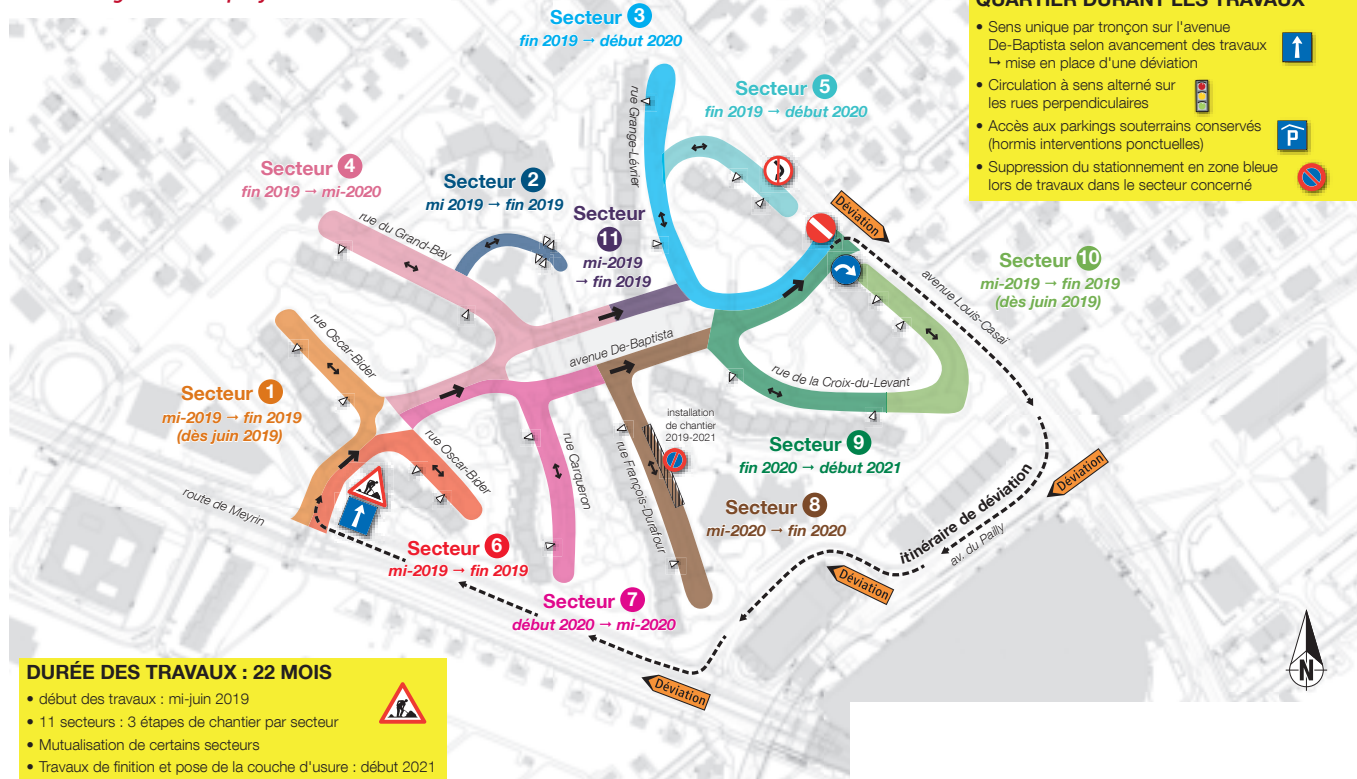 QUARTIER DURANT LES TRAVAUX
• Sens unique par tronçon sur l'avenue
De-Baptista selon avancement des travaux
↳ mise en place d'une déviation
• Circulation à sens alterné sur
les rues perpendiculaires
• Accès aux parkings souterrains conservés
(hormis interventions ponctuelles)
P
• Suppression du stationnement en zone bleue
lors de travaux dans le secteur concerné
Secteur 3
fin 2019 → début 2020
rue Grange-Lévrier
Secteur 5
fin 2019 → début 2020
Secteur 4
fin 2019 → mi-2020
rue du Grand-Bay
Secteur 2
mi 2019 → fin 2019
Secteur
11
mi-2019
→ fin 2019
Déviation
avenue Louis-Casaï
Secteur 10
mi-2019 → fin 2019
(dès juin 2019)
rue Oscar-Bider
avenue De-Baptista
rue de la Croix-du-Levant
Secteur 1
mi-2019 → fin 2019
(dès juin 2019)
installation
de chantier
2019-2021
rue Oscar-Bider
rue Carqueron
rue François-Durafour
Secteur 9
fin 2020 → début 2021
route de Meyrin
Déviation
Secteur 8
mi-2020 → fin 2020
itinéraire de déviation
av. du Pailly
Secteur 6
mi-2019 → fin 2019
Déviation
Secteur 7
début 2020 → mi-2020
Déviation
N
DURÉE DES TRAVAUX : 22 MOIS
• début des travaux : mi-juin 2019
• 11 secteurs : 3 étapes de chantier par secteur
• Mutualisation de certains secteurs
• Travaux de finition et pose de la couche d'usure : début 2021